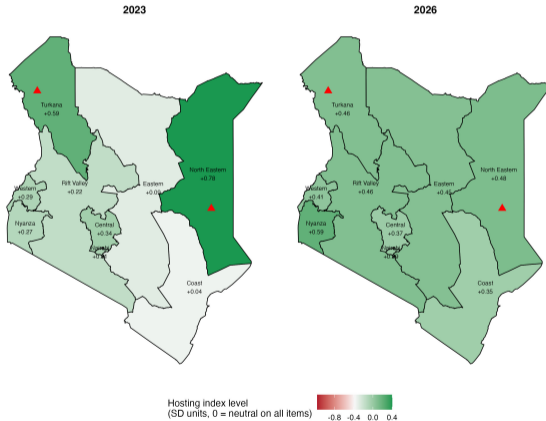 2023
2026
Turkana
+0.58
North Eastern
+0.78
Eastern
Rift Valley
+0.22
Western
+0.29
Nyanza
+0.27
Central
+0.34
Coast
+0.04
Turkana
+0.46
North Eastern
+0.48
Eastern
Rift Valley
+0.46
Western
+0.41
Nyanza
+0.59
Central
+0.37
Coast
+0.35
Hosting index level
(SD units, 0 = neutral on all items)
-0.8 -0.4 0.0 0.4